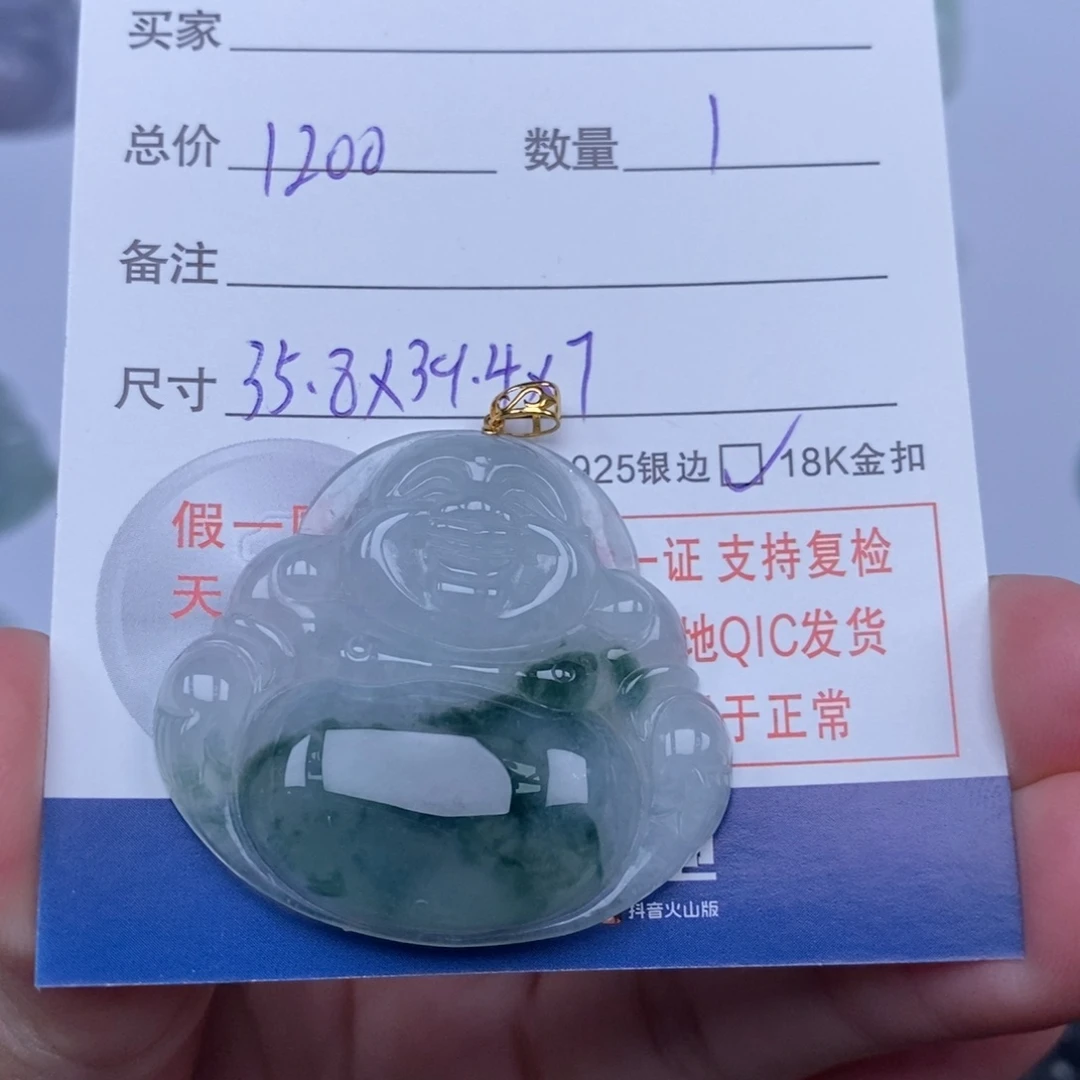 买家
总价 1200 数量 1
备注
尺寸 35.8x39.4x7
925银边 18K金扣
假一 一证 支持复检
天 地QIC发货
于正常
抖音火山版